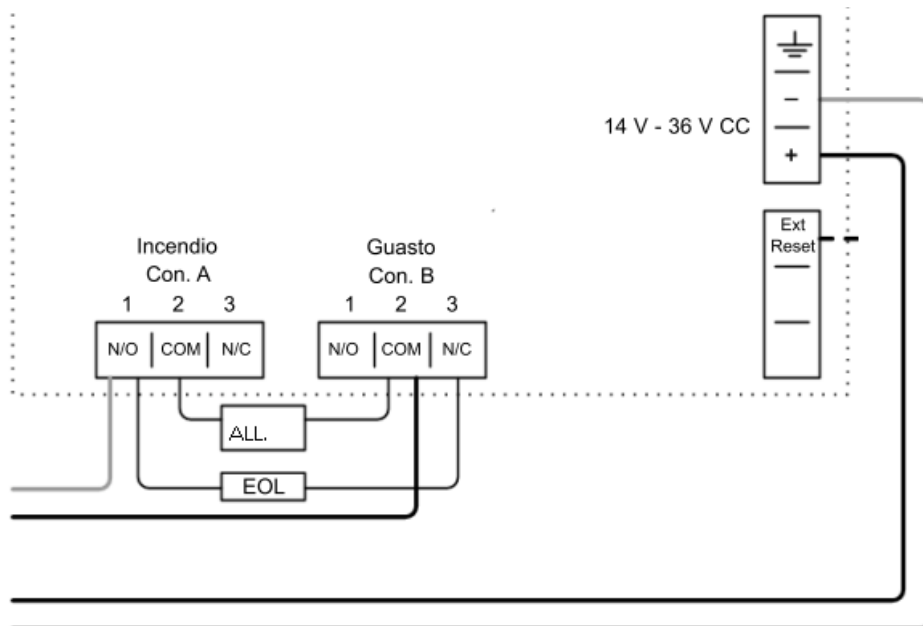 14 V - 36 V CC
−
+
Ext
Reset
Incendio
Con. A
1 2 3
N/O COM N/C
Guasto
Con. B
1 2 3
N/O COM N/C
ALL.
EOL